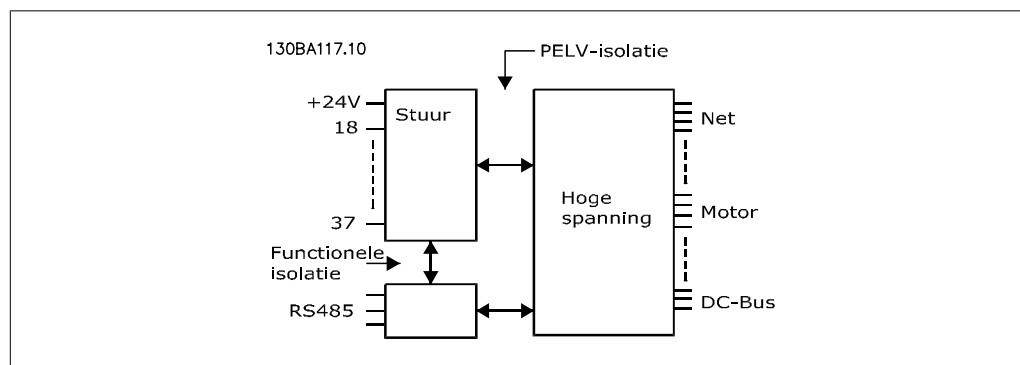 130BA117.10
PELV-isolatie
+24V
18
37
Stuur
Hoge
spanning
Net
Motor
DC-Bus
Functionele
isolatie
RS485